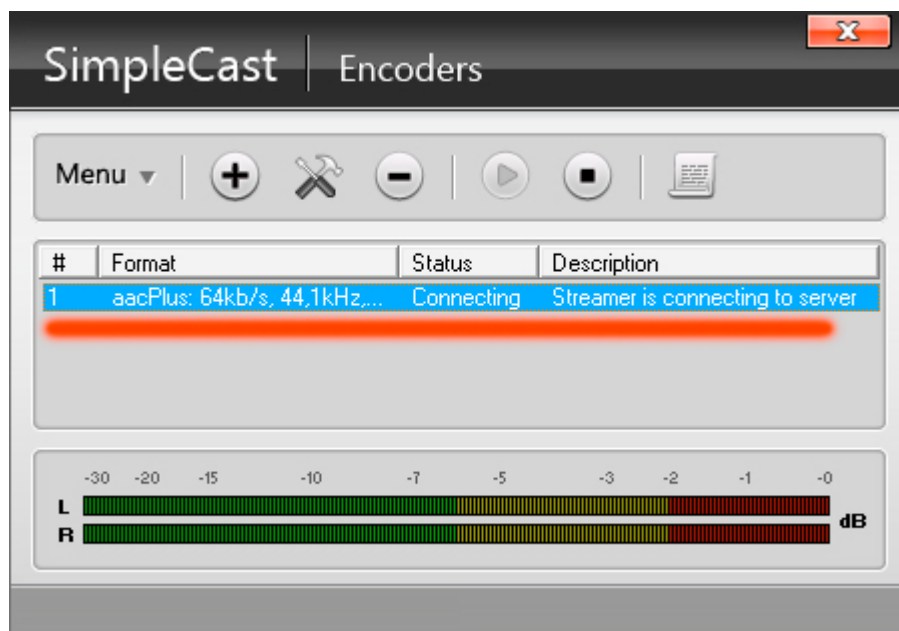 SimpleCast | Encoders
Menu
# Format Status Description
1 aacPlus: 64kb/s, 44,1kHz,... Connecting Streamer is connecting to server
-30 -20 -15 -10 -7 -5 -3 -2 -1 -0
L
dB
R